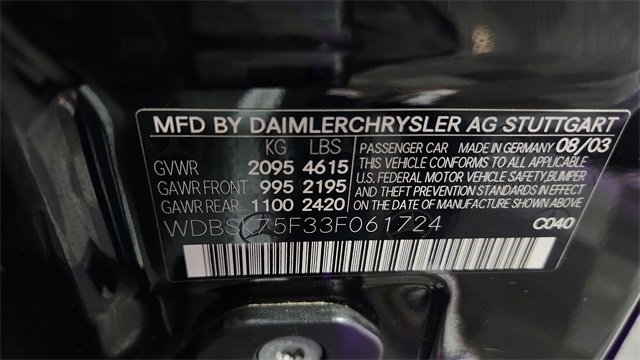 MFD BY DAIMLERCHRYSLER AG STUTTGART
KG LBS
GVWR 2095 4615
GAWR FRONT 995 2195
GAWR REAR 1100 2420
PASSENGER CAR MADE IN GERMANY 08/03
THIS VEHICLE CONFORMS TO ALL APPLICABLE
U.S. FEDERAL MOTOR VEHICLE SAFETY, BUMPER,
AND THEFT PREVENTION STANDARDS IN EFFECT
ON THE DATE OF MANUFACTURE SHOWN ABOVE.
WDBSK75F33F061724
C040